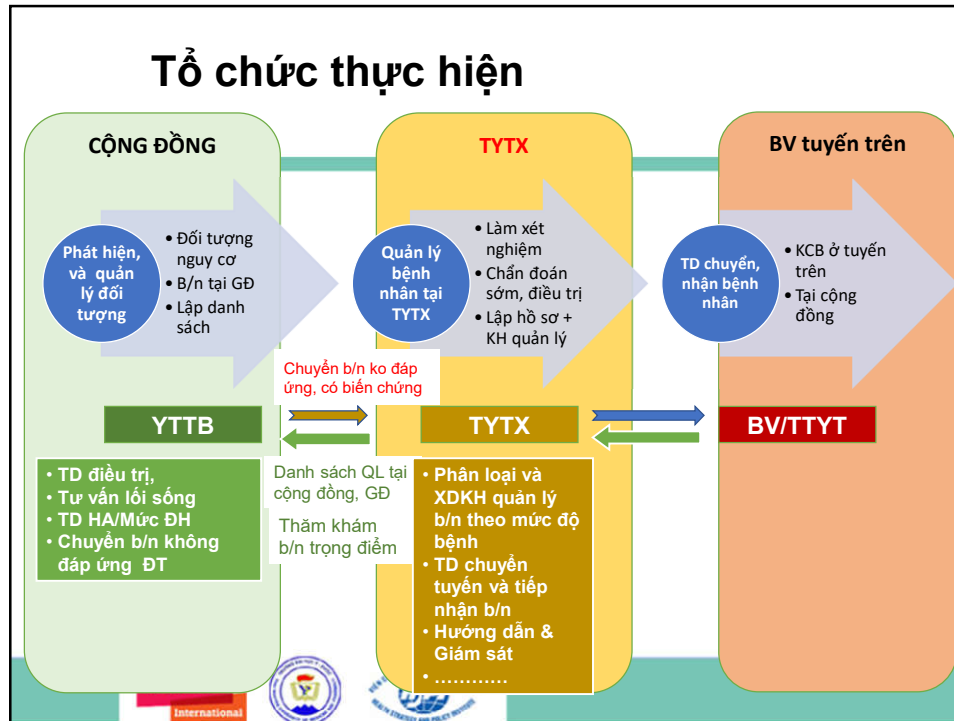 Tổ chức thực hiện
CỘNG ĐỒNG
Phát hiện,
và quản
lý đối
tượng
• Đối tượng
nguy cơ
• B/n tại GĐ
• Lập danh
sách
TYTX
Quản lý
bệnh
nhân tại
TYTX
• Làm xét
nghiệm
• Chẩn đoán
sớm, điều trị
• Lập hồ sơ +
KH quản lý
BV tuyến trên
TD chuyển,
nhận bệnh
nhân
• KCB ở tuyến
trên
• Tại cộng
đồng
Chuyển b/n ko đáp
ứng, có biến chứng
YTTB
TYTX
BV/TTYT
• TD điều trị,
• Tư vấn lối sống
• TD HA/Mức ĐH
• Chuyển b/n không
đáp ứng ĐT
Danh sách QL tại
cộng đồng, GĐ
Thăm khám
b/n trọng điểm
• Phân loại và
XDKH quản lý
b/n theo mức độ
bệnh
• TD chuyển
tuyến và tiếp
nhận b/n
• Hướng dẫn &
Giám sát
• …………
International
HEALTH STRATEGY AND POLICY INSTITUTE